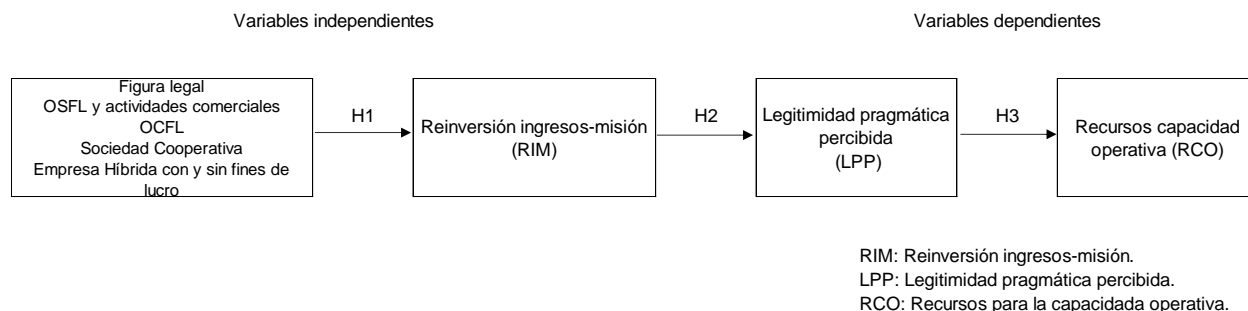 Variables independientes
Variables dependientes
Figura legal
OSFL y actividades comerciales
OCFL
Sociedad Cooperativa
Empresa Híbrida con y sin fines de
lucro
H1
Reinversión ingresos-misión
(RIM)
H2
Legitimidad pragmática
percibida
(LPP)
H3
Recursos capacidad
operativa (RCO)
RIM: Reinversión ingresos-misión.
LPP: Legitimidad pragmática percibida.
RCO: Recursos para la capacidada operativa.